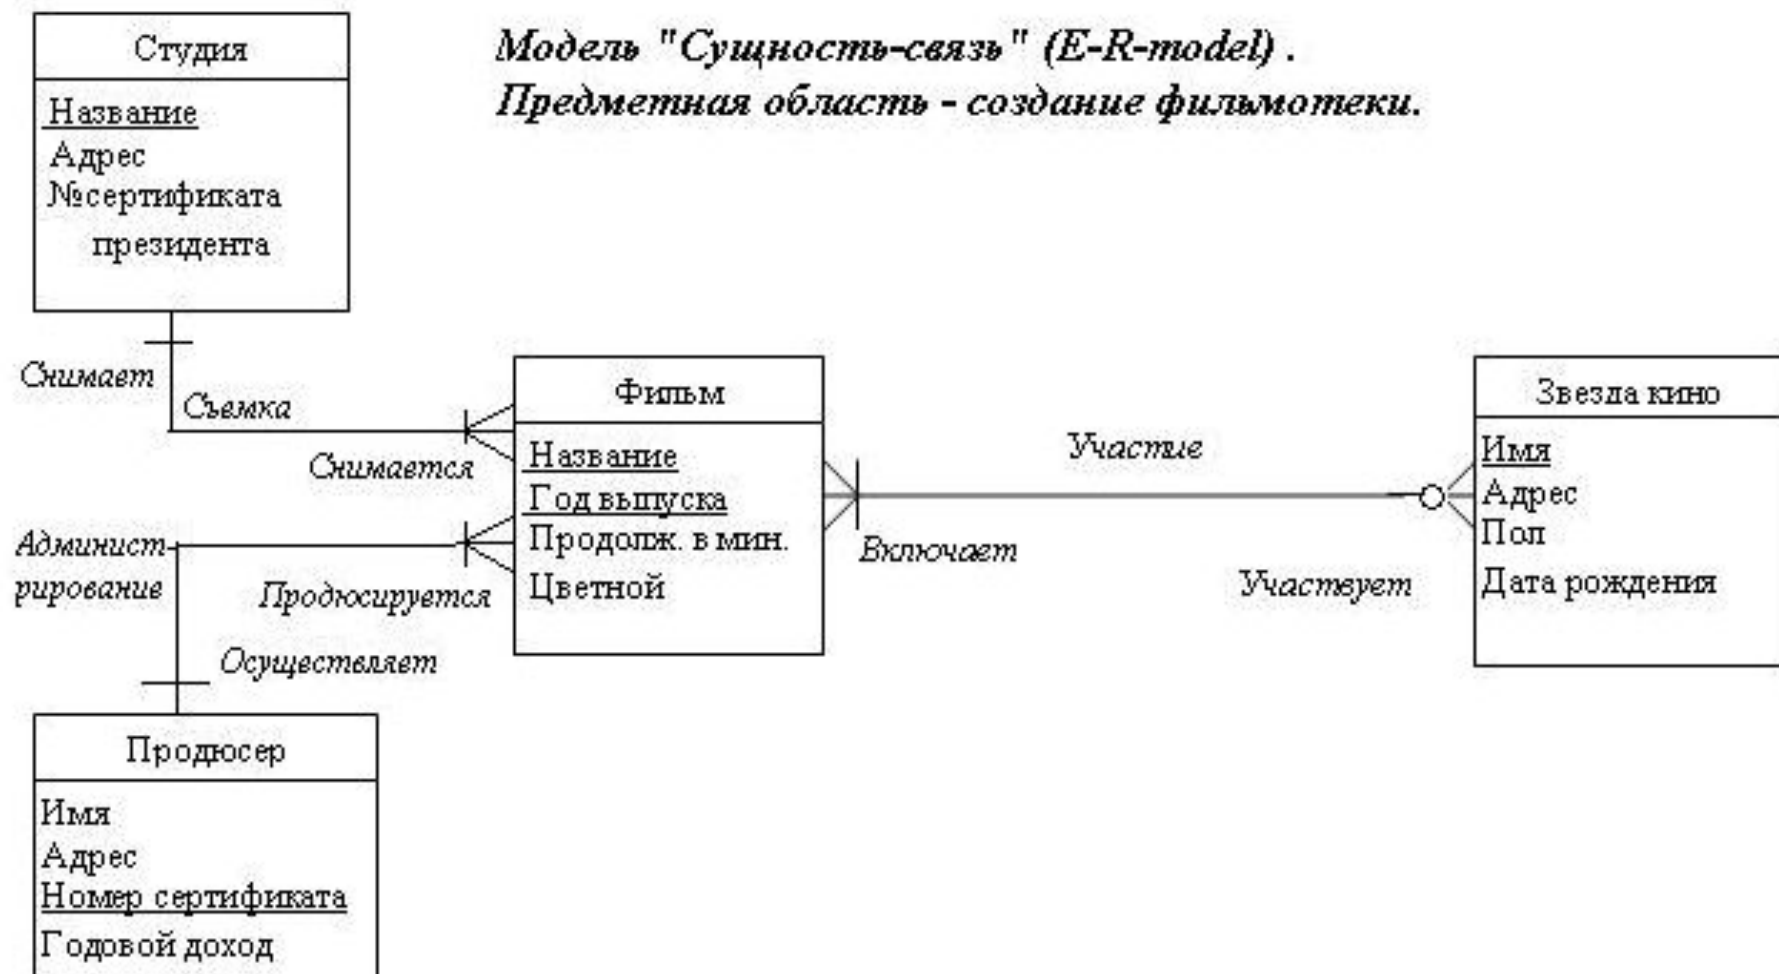 Модель "Сущность-связь" (E-R-model) .
Предметная область - создание фильмотеки.
Студия
Название
Адрес
№сертификата
президента
Снимает
Съемка
Снимается
Фильм
Название
Год выпуска
Продолж. в мин.
Цветной
Участие
Включает
Участвует
Звезда кино
Имя
Адрес
Пол
Дата рождения
Админист-
рирование
Продюсируется
Осуществляет
Продюсер
Имя
Адрес
Номер сертификата
Годовой доход